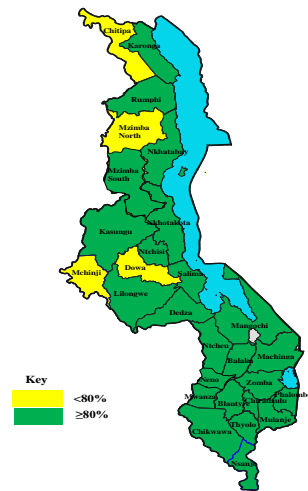 Chitipa
Karonga
Rumphi
Mzimba
North
Nkhatabay
Mzimba
South
Nkhotakota
Kasungu
Ntchisi
Dowa
Mchinji
Salima
Lilongwe
Dedza
Mangochi
Ntcheu
Machinga
Balaka
Neno
Zomba
Mwanza
Phalombe
Chiradzulu
Blantyre
Thyolo
Mulanje
Chikwawa
Nsanje
Key
<80%
≥80%